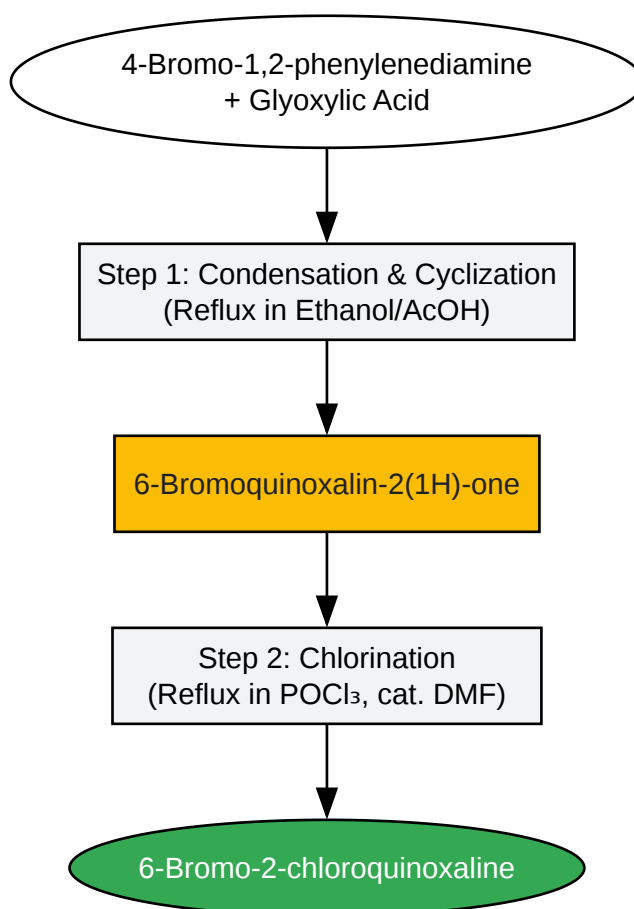 4-Bromo-1,2-phenylenediamine
+ Glyoxylic Acid
Step 1: Condensation & Cyclization
(Reflux in Ethanol/AcOH)
6-Bromoquinoxalin-2(1H)-one
Step 2: Chlorination
(Reflux in POCl₃, cat. DMF)
6-Bromo-2-chloroquinoxaline